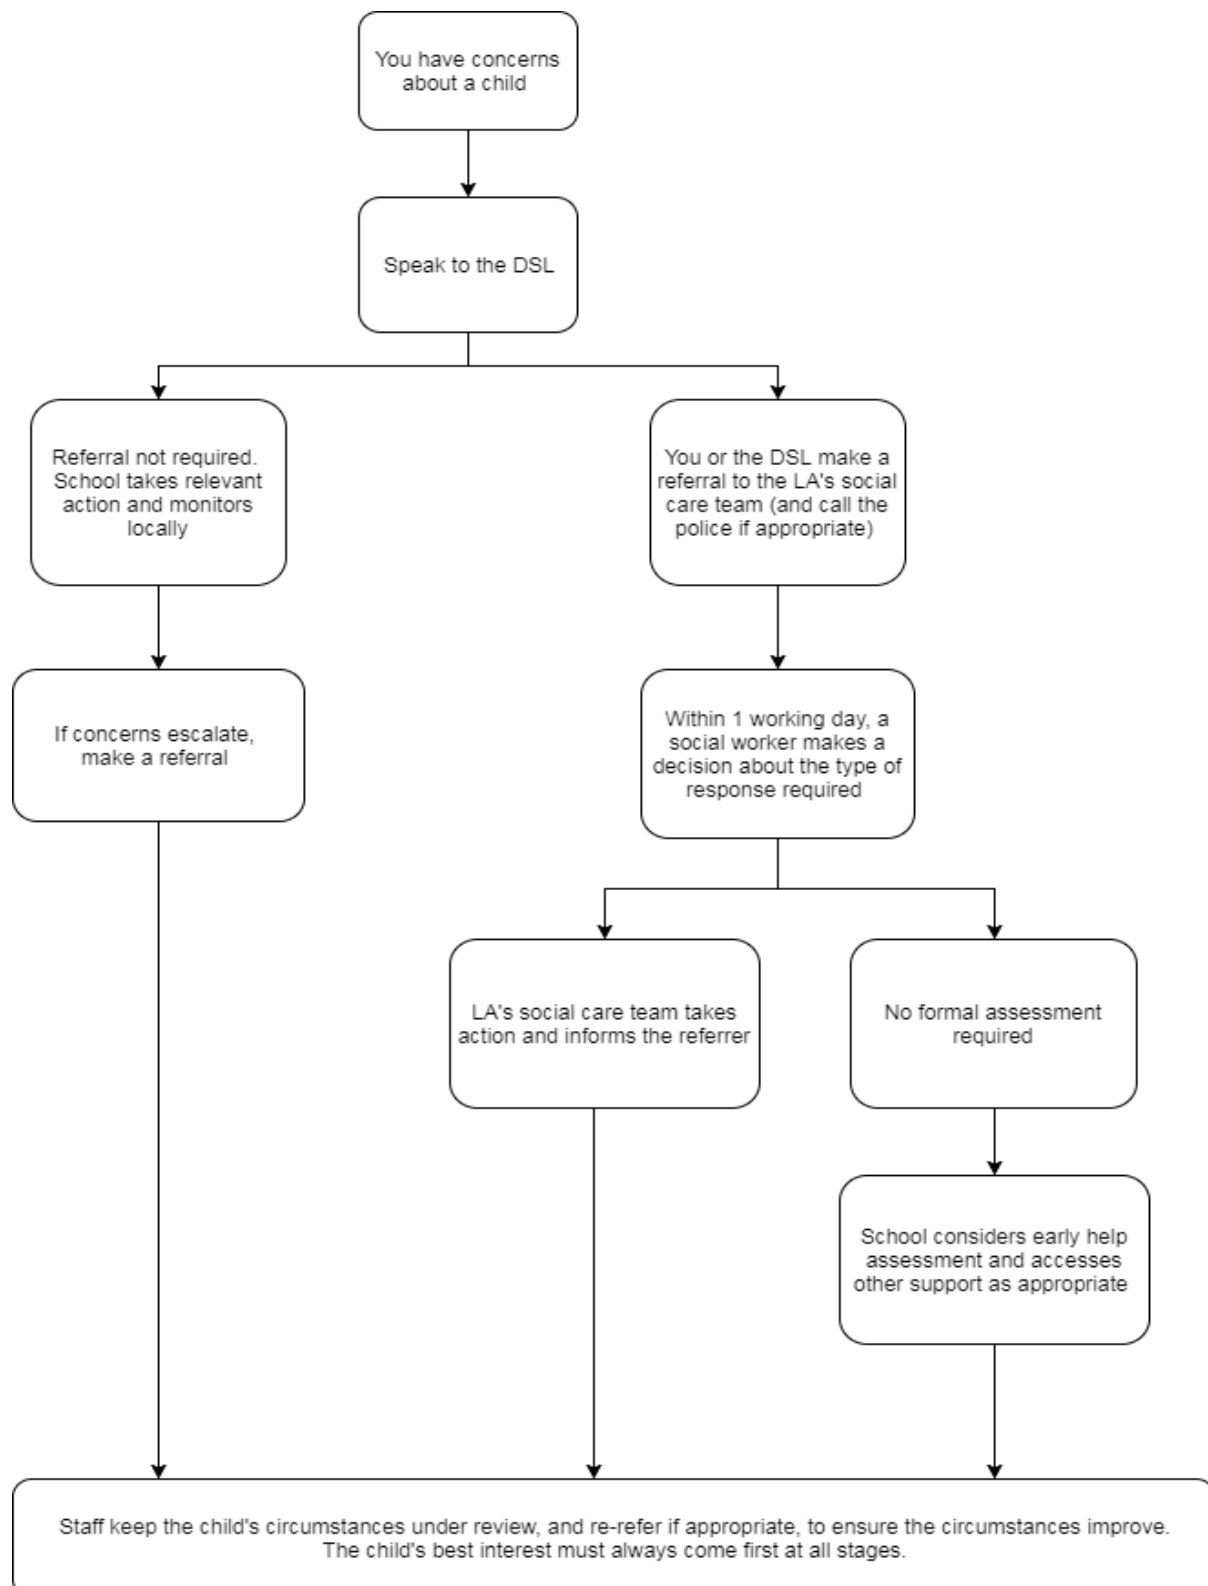 You have concerns
about a child
Speak to the DSL
Referral not required.
School takes relevant
action and monitors
locally
You or the DSL make a
referral to the LA's social
care team (and call the
police if appropriate)
If concerns escalate,
make a referral
Within 1 working day, a
social worker makes a
decision about the type of
response required
LA's social care team takes
action and informs the referrer
No formal assessment
required
School considers early help
assessment and accesses
other support as appropriate
Staff keep the child's circumstances under review, and re-refer if appropriate, to ensure the circumstances improve.
The child's best interest must always come first at all stages.